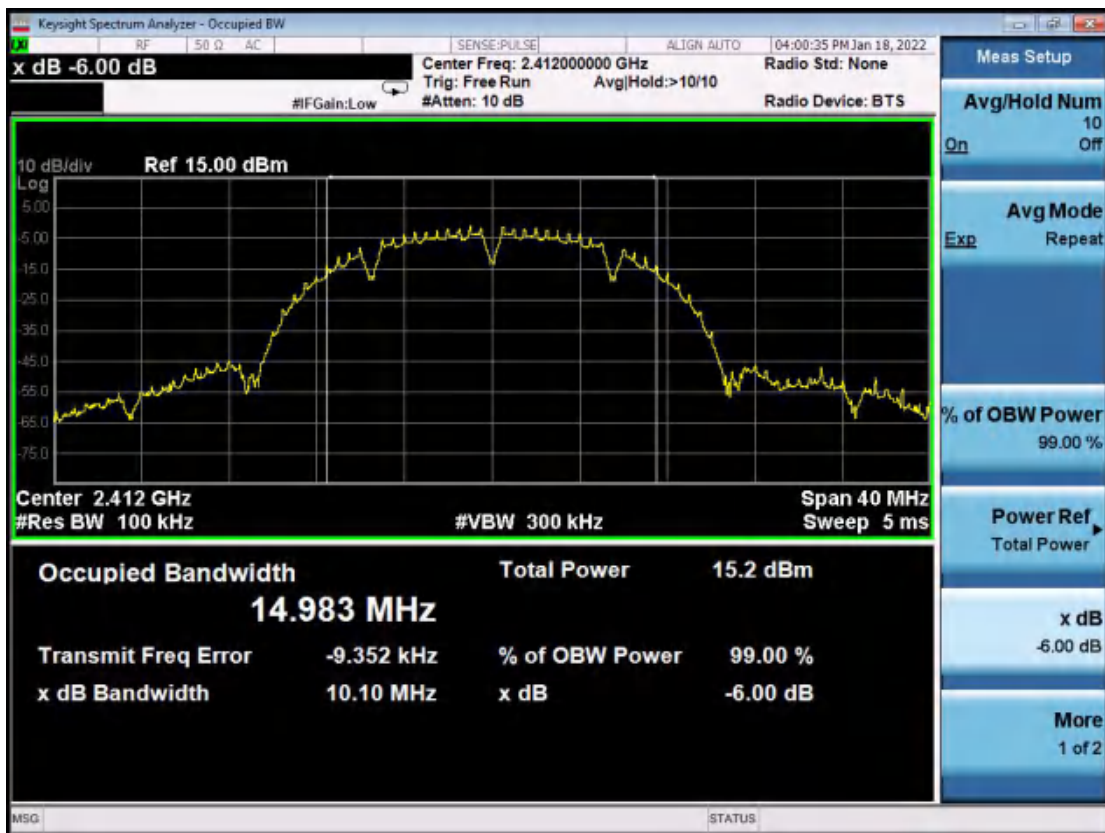 Keysight Spectrum Analyzer - Occupied BW
LXI RF 50 Ω AC SENSE:PULSE ALIGN AUTO 04:00:35 PM Jan 18, 2022
x dB -6.00 dB
Center Freq: 2.412000000 GHz
Radio Std: None
Trig: Free Run Avg|Hold:>10/10
#IFGain:Low #Atten: 10 dB
Radio Device: BTS
10 dB/div Ref 15.00 dBm
Log
5.00
-5.00
-15.0
-25.0
-35.0
-45.0
-55.0
-65.0
-75.0
Center 2.412 GHz
Span 40 MHz
#Res BW 100 kHz
#VBW 300 kHz
Sweep 5 ms
Occupied Bandwidth
14.983 MHz
Total Power 15.2 dBm
Transmit Freq Error -9.352 kHz
% of OBW Power 99.00 %
x dB Bandwidth 10.10 MHz
x dB -6.00 dB
MSG
STATUS
Meas Setup
Avg/Hold Num
10
On Off
Avg Mode
Exp Repeat
% of OBW Power
99.00 %
Power Ref
Total Power
x dB
-6.00 dB
More
1 of 2